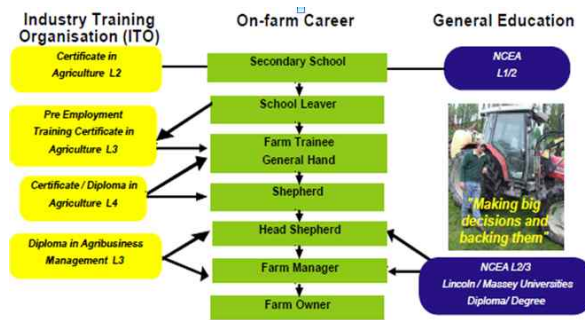 Industry Training
Organisation (ITO)
On-farm Career
General Education
Certificate in
Agriculture L2
Secondary School
NCEA
L1/2
School Leaver
Pre Employment
Training Certificate in
Agriculture L3
Farm Trainee
General Hand
Certificate / Diploma in
Agriculture L4
Shepherd
"Making big
decisions and
backing them"
Head Shepherd
Diploma in Agribusiness
Management L3
Farm Manager
NCEA L2/3
Lincoln / Massey Universities
Diploma/ Degree
Farm Owner